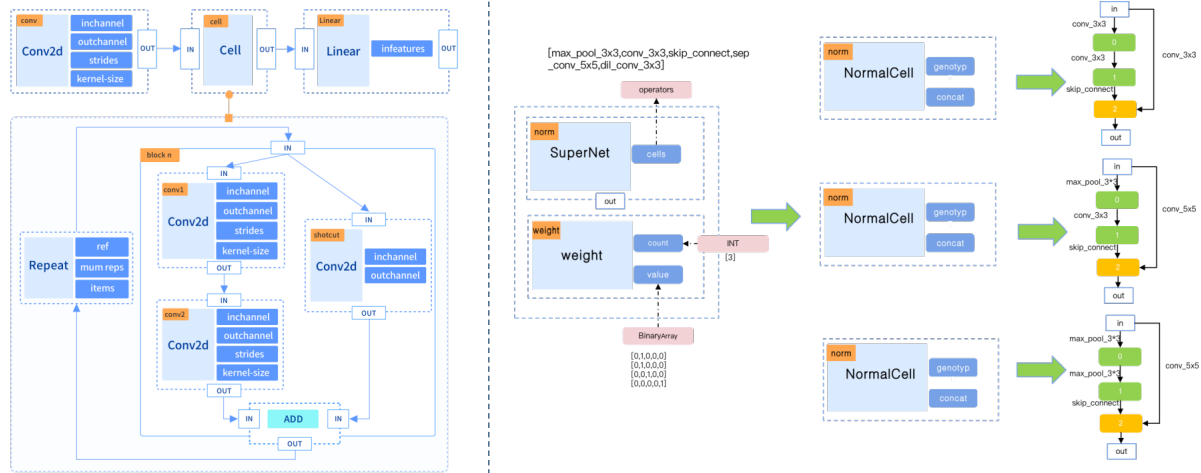 conv
Conv2d
inchannel
outchannel
strides
kernel-size
OUT
IN
cell
Cell
OUT
IN
Linear
Linear
infeatures
OUT
IN
block n
IN
conv1
Conv2d
inchannel
outchannel
strides
kernel-size
OUT
IN
shotcut
Conv2d
inchannel
outchannel
OUT
Repeat
ref
mum reps
items
IN
conv2
Conv2d
inchannel
outchannel
strides
kernel-size
OUT
IN
ADD
IN
OUT
[max_pool_3x3,conv_3x3,skip_connect,sep
_conv_5x5,dil_conv_3x3]
operators
norm
SuperNet
cells
out
weight
weight
count
value
INT
[3]
BinaryArray
[0,1,0,0,0]
[0,1,0,0,0]
[0,0,1,0,0]
[0,0,0,0,1]
norm
NormalCell
genotyp
concat
in
conv_3x3
0
conv_3x3
1
skip_connect
2
conv_3x3
out
norm
NormalCell
genotyp
concat
in
max_pool_3*3
0
conv_3x3
1
skip_connect
2
conv_5x5
out
norm
NormalCell
genotyp
concat
in
max_pool_3*3
0
max_pool_3*3
1
skip_connect
2
conv_5x5
out